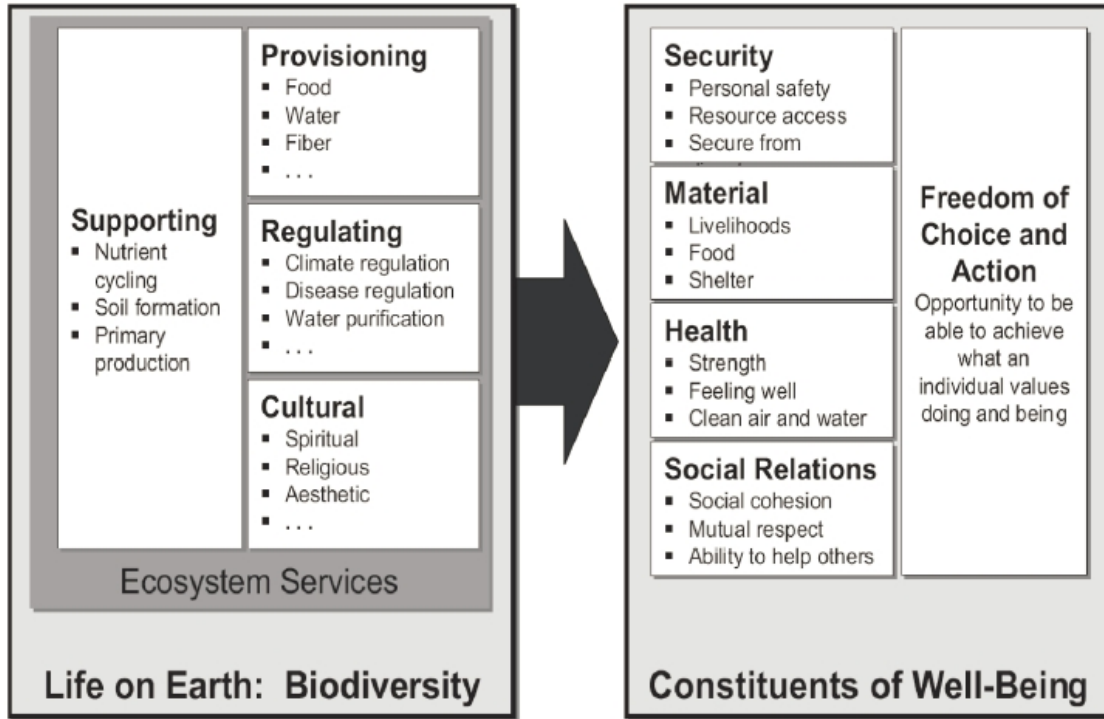 Supporting
▪ Nutrient
cycling
▪ Soil formation
▪ Primary
production
Provisioning
▪ Food
▪ Water
▪ Fiber
▪ . . .
Regulating
▪ Climate regulation
▪ Disease regulation
▪ Water purification
▪ . . .
Cultural
▪ Spiritual
▪ Religious
▪ Aesthetic
▪ . . .
Ecosystem Services
Life on Earth: Biodiversity
Security
▪ Personal safety
▪ Resource access
▪ Secure from
Material
▪ Livelihoods
▪ Food
▪ Shelter
Health
▪ Strength
▪ Feeling well
▪ Clean air and water
Social Relations
▪ Social cohesion
▪ Mutual respect
▪ Ability to help others
Freedom of
Choice and
Action
Opportunity to be
able to achieve
what an
individual values
doing and being
Constituents of Well-Being